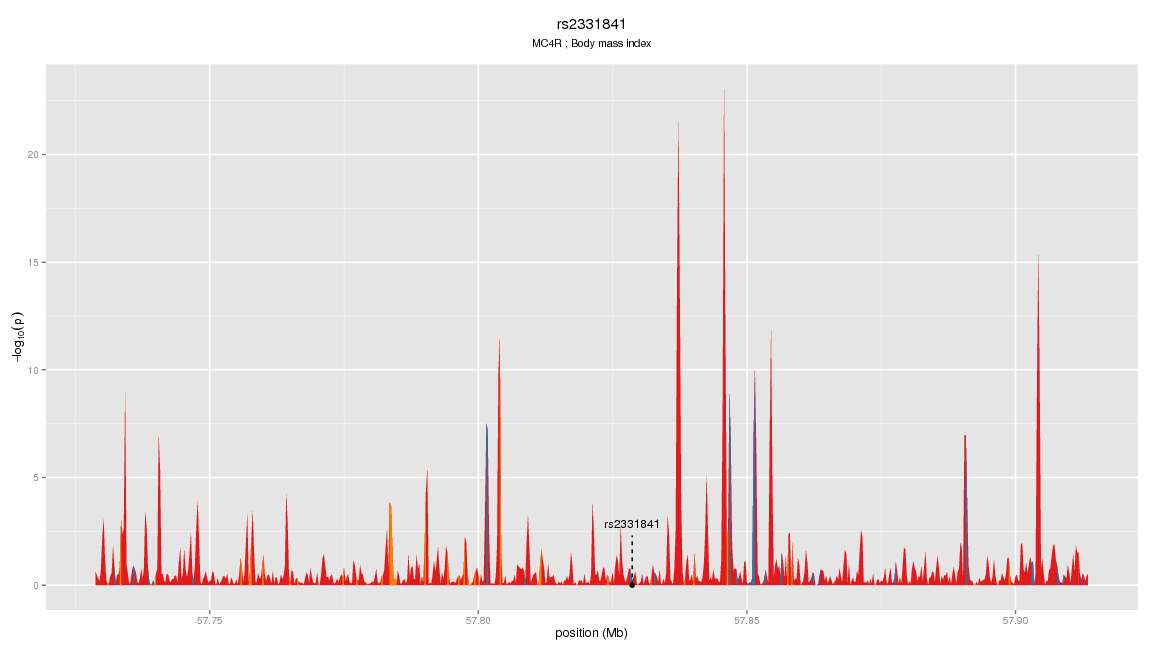 rs2331841
MC4R ; Body mass index
20
15
10
5
0
−log10(p)
rs2331841
57.75
57.80
57.85
57.90
position (Mb)